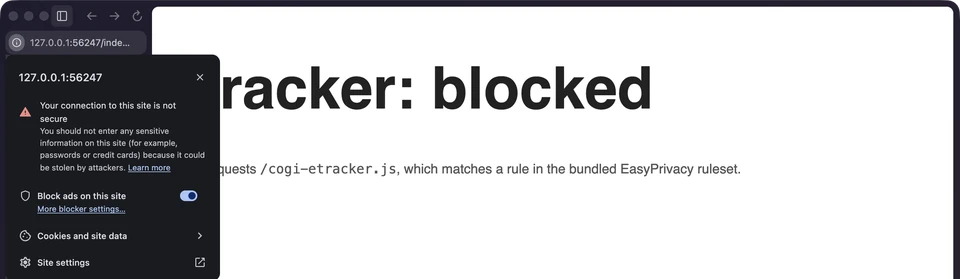 127.0.0.1:56247/inde...
127.0.0.1:56247
Your connection to this site is not
secure
You should not enter any sensitive
information on this site (for example,
passwords or credit cards) because it could
be stolen by attackers. Learn more
Block ads on this site
More blocker settings...
Cookies and site data
Site settings
racker: blocked
quests /cogi-etracker.js, which matches a rule in the bundled EasyPrivacy ruleset.